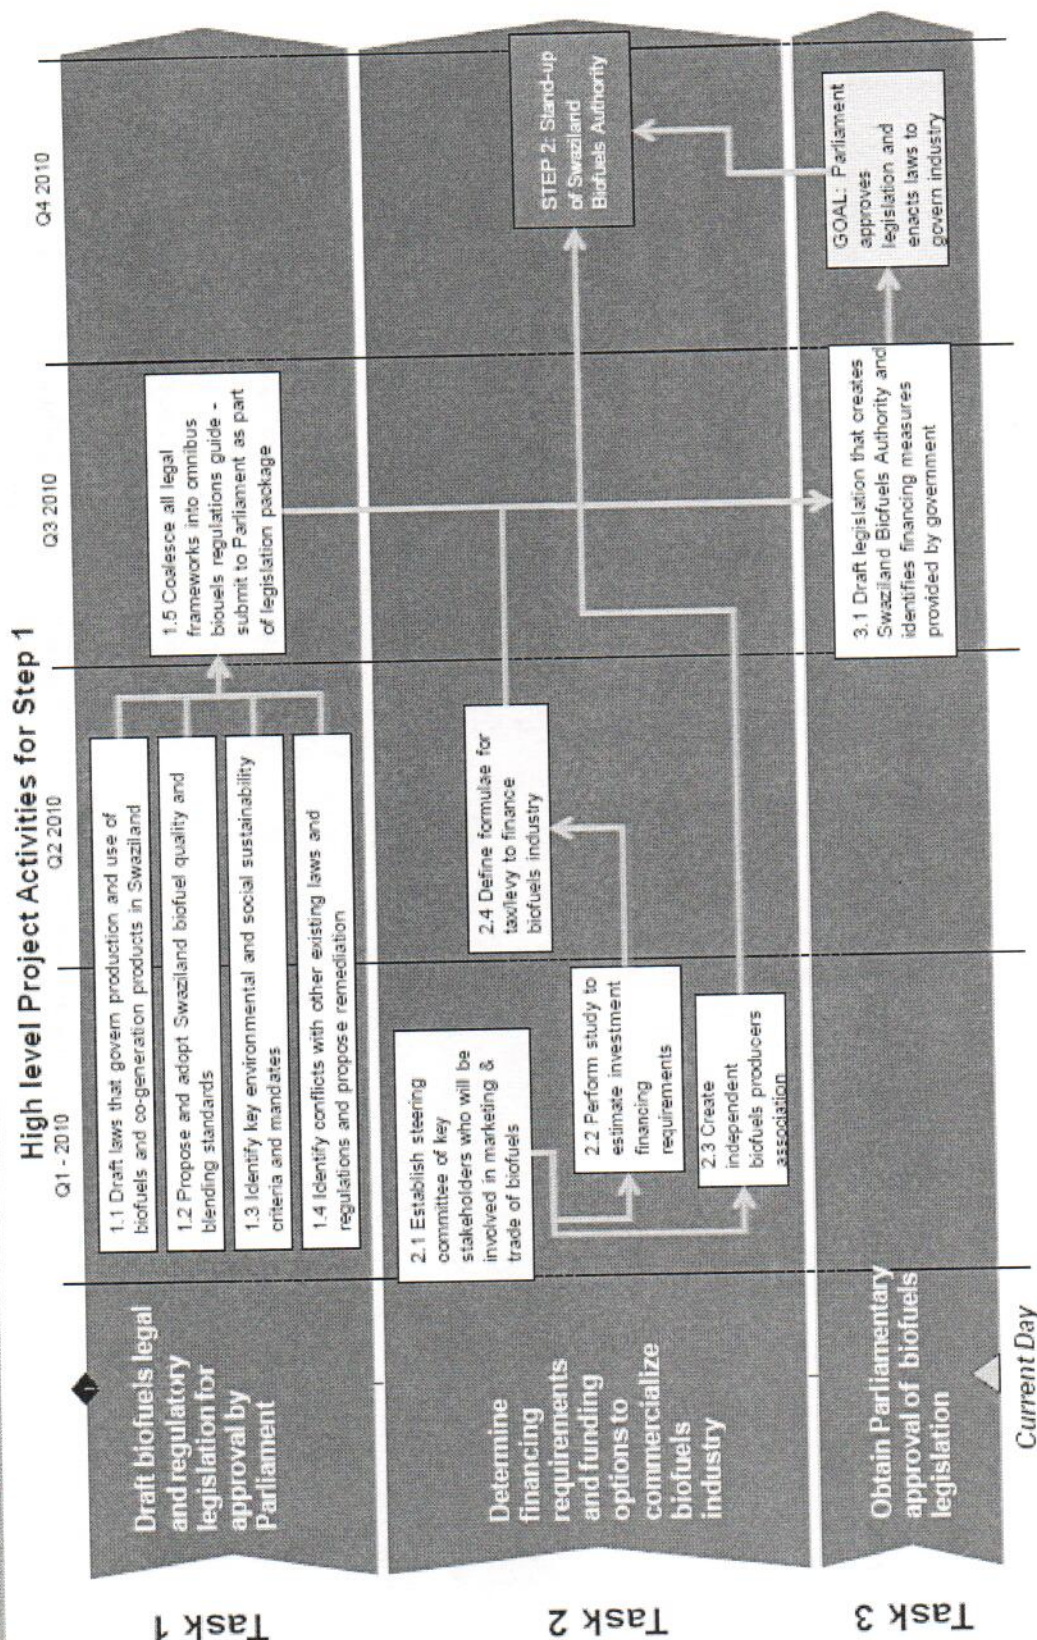 High level Project Activities for Step 1
Q1 - 2010
Q2 2010
Q3 2010
Q4 2010
Task 1
Draft biofuels legal
and regulatory
legislation for
approval by
Parliament
1.1 Draft laws that govern production and use of
biofuels and co-generation products in Swaziland
1.2 Propose and adopt Swaziland biofuel quality and
blending standards
1.3 Identify key environmental and social sustainability
criteria and mandates
1.4 Identify conflicts with other existing laws and
regulations and propose remediation
1.5 Coalesce all legal
frameworks into omnibus
biouels regulations guide -
submit to Parliament as part
of legislation package
Task 2
Determine
financing
requirements
and funding
options to
commercialize
biofuels
industry
2.1 Establish steering
committee of key
stakeholders who will be
involved in marketing &
trade of biofuels
2.2 Perform study to
estimate investment
financing
requirements
2.3 Create
independent
biofuels producers
association
2.4 Define formulae for
tax/levy to finance
biofuels industry
STEP 2: Stand-up
of Swaziland
Biofuels Authority
Task 3
Obtain Parliamentary
approval of biofuels
legislation
3.1 Draft legislation that creates
Swaziland Biofuels Authority and
identifies financing measures
provided by government
GOAL: Parliament
approves
legislation and
enacts laws to
govern industry
Current Day